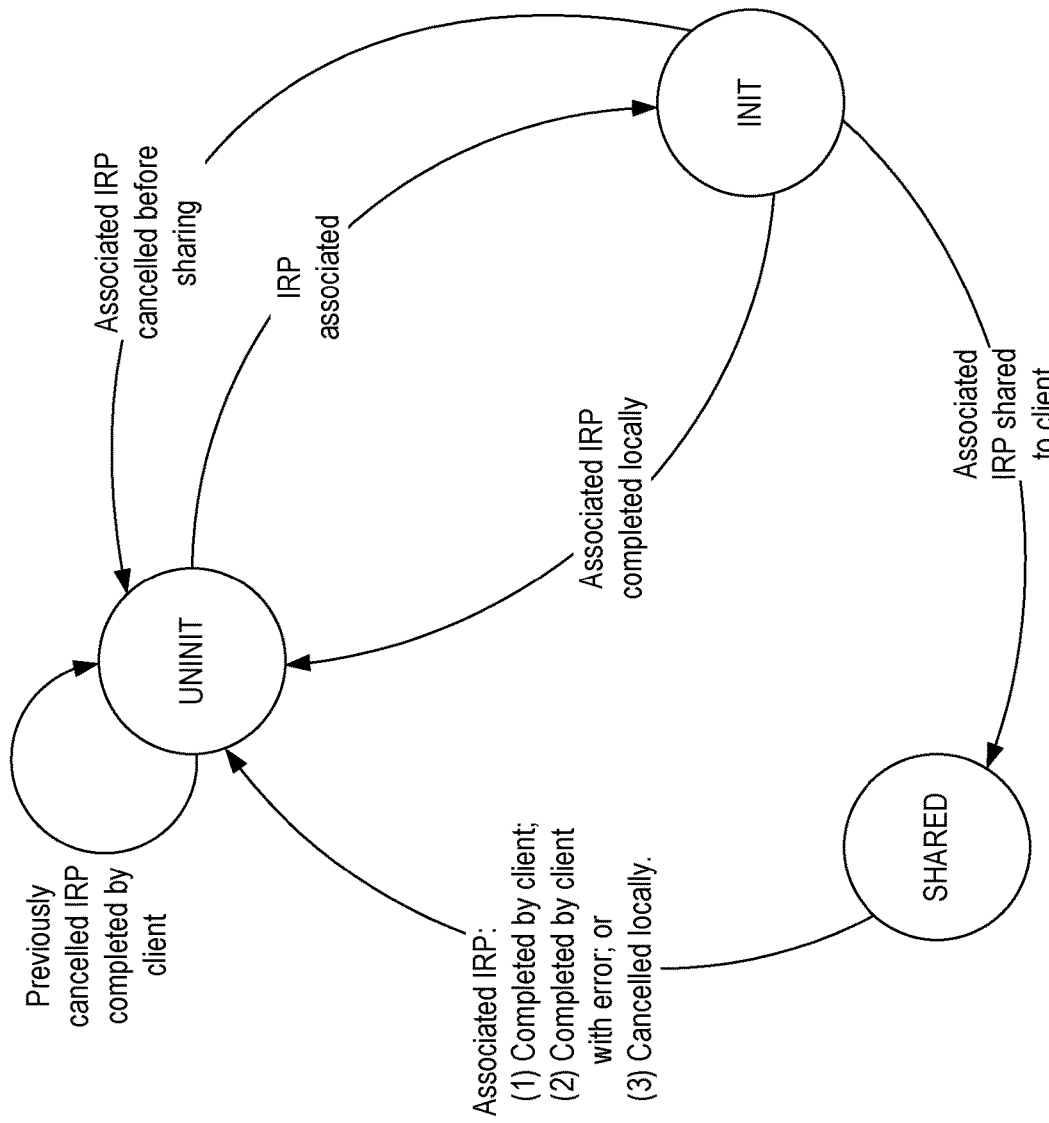 Previously
cancelled IRP
completed by
client
UNINIT
Associated IRP
cancelled before
sharing
IRP
associated
INIT
Associated IRP
completed locally
Associated IRP:
(1) Completed by client;
(2) Completed by client
with error; or
(3) Cancelled locally.
SHARED
Associated
IRP shared
to client